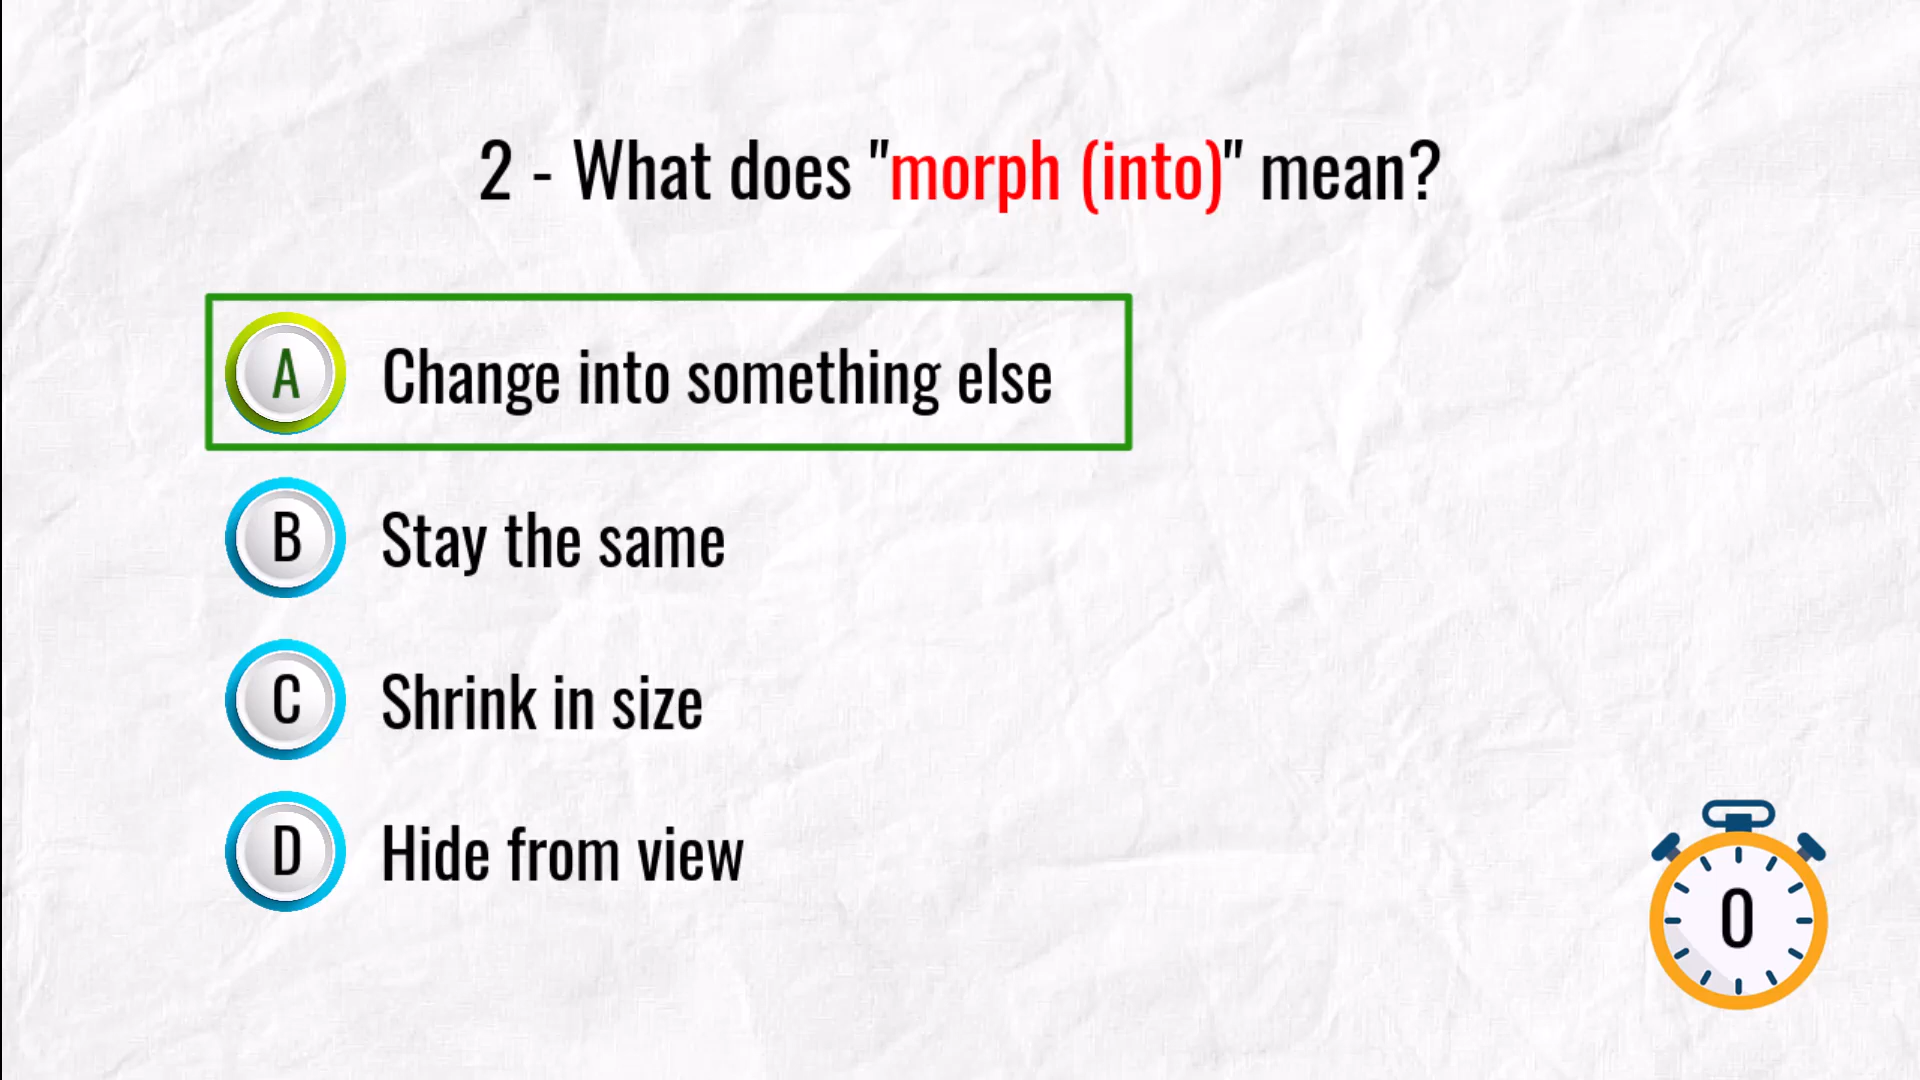 2 - What does "morph (into)" mean?
A Change into something else
B Stay the same
C Shrink in size
D Hide from view
0